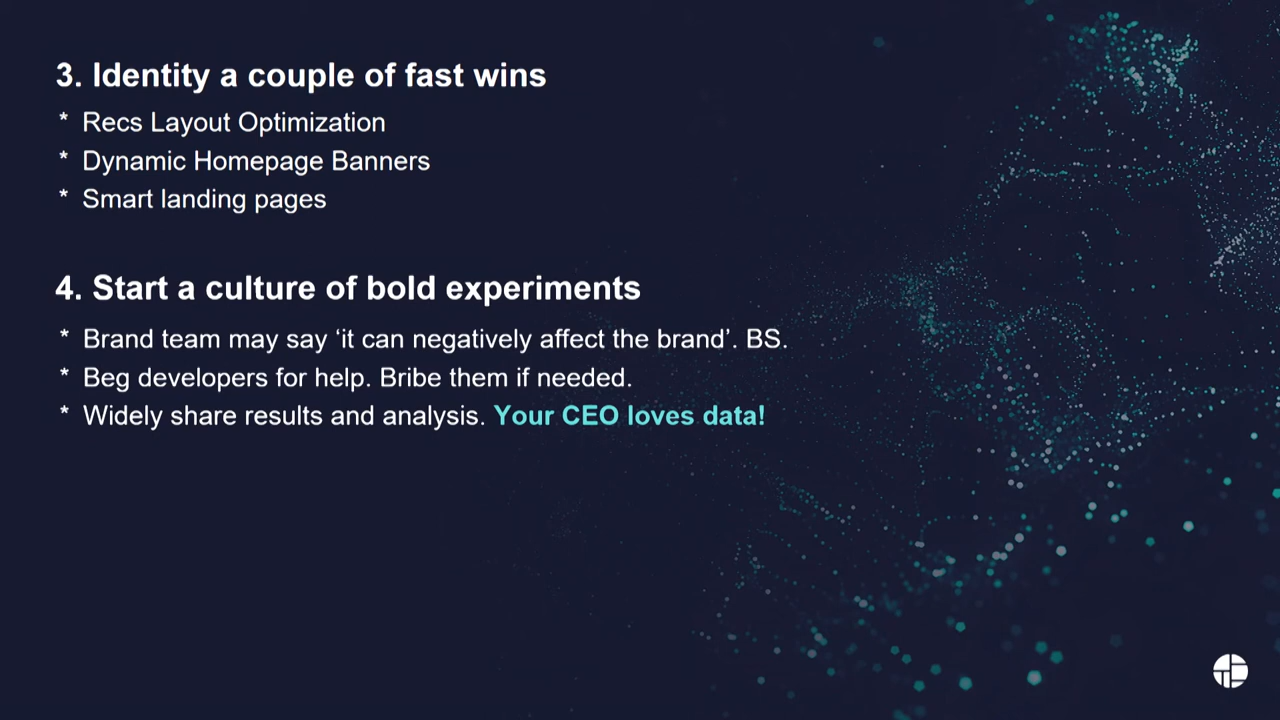 3. Identity a couple of fast wins
* Recs Layout Optimization
* Dynamic Homepage Banners
* Smart landing pages
4. Start a culture of bold experiments
* Brand team may say ‘it can negatively affect the brand’. BS.
* Beg developers for help. Bribe them if needed.
* Widely share results and analysis. Your CEO loves data!